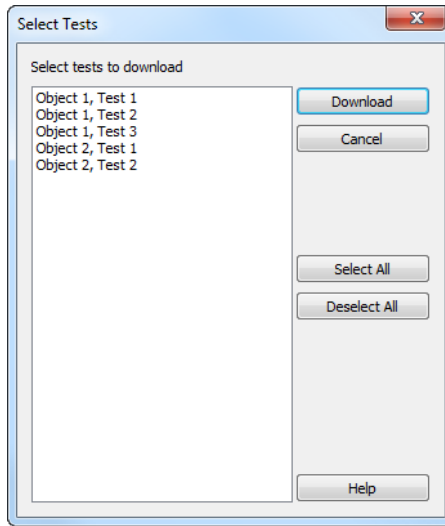 Select Tests
Select tests to download
Object 1, Test 1
Object 1, Test 2
Object 1, Test 3
Object 2, Test 1
Object 2, Test 2
Download
Cancel
Select All
Deselect All
Help